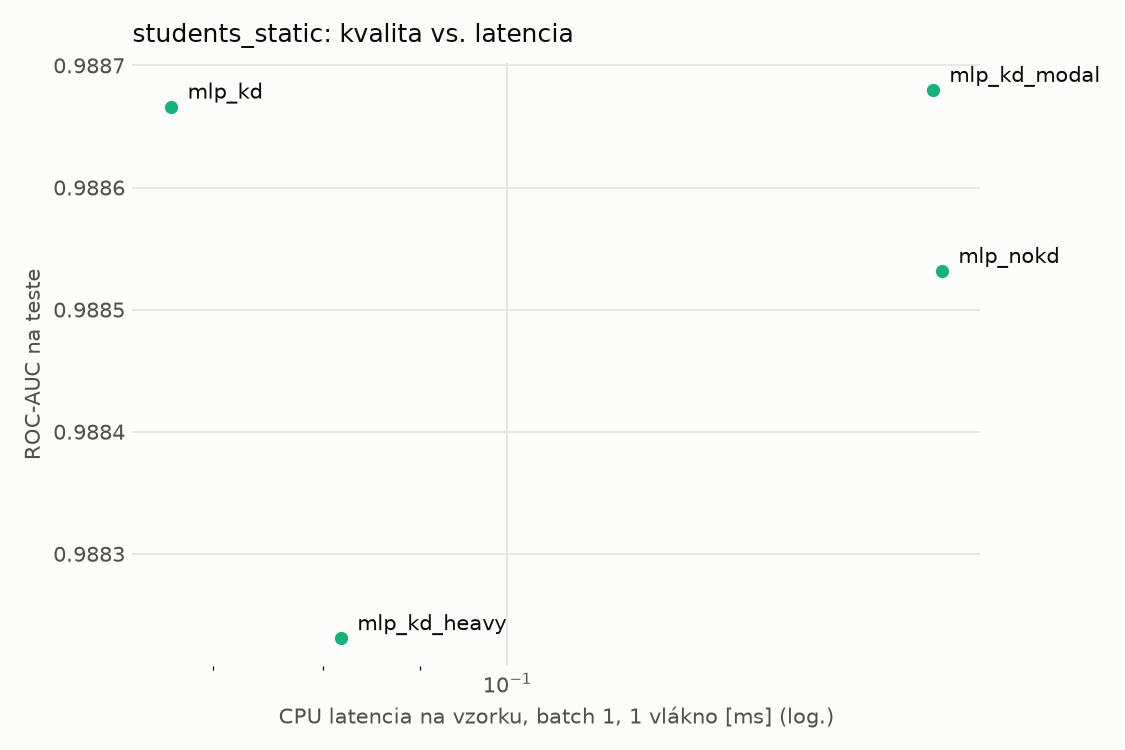 students_static: kvalita vs. latencia
0.9887
mlp_kd
mlp_kd_modal
0.9886
mlp_nokd
0.9885
0.9884
0.9883
mlp_kd_heavy
ROC-AUC na teste
10⁻¹
CPU latencia na vzorku, batch 1, 1 vlákno [ms] (log.)